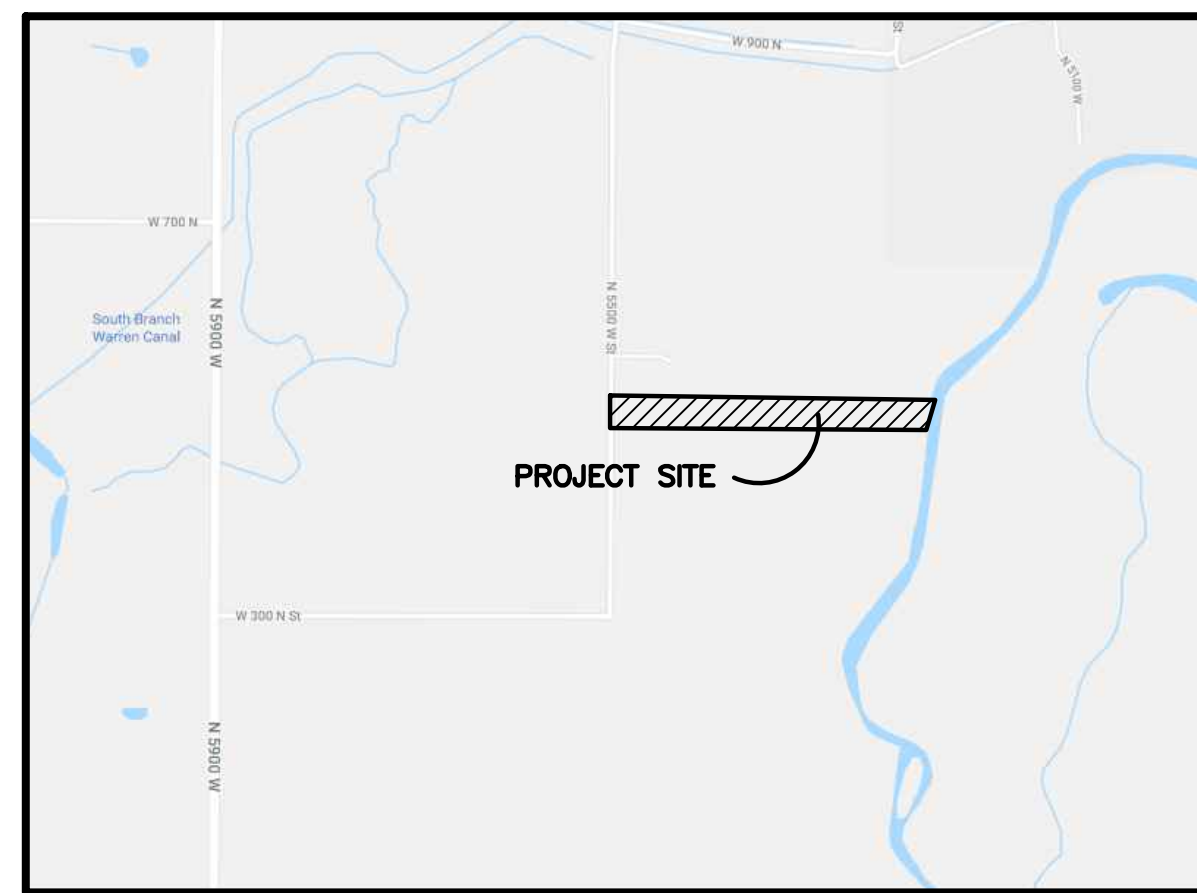 W 900 N
St
N 5100 W
W 700 N
South Branch
Warren Canal
N 5900 W
N 5500 W St
PROJECT SITE
W 300 N St
N 5900 W